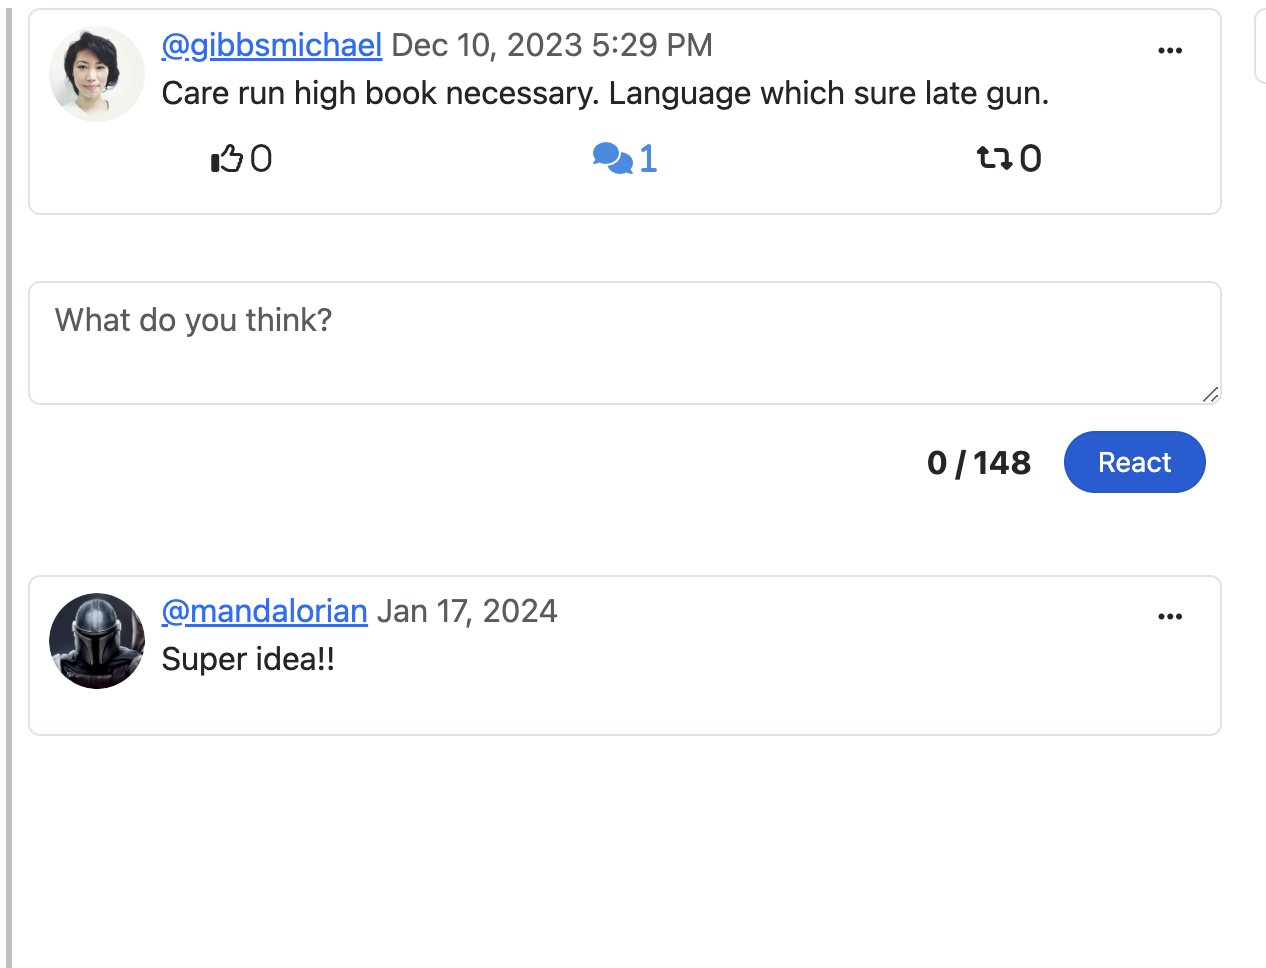 @gibbsmichael Dec 10, 2023 5:29 PM
Care run high book necessary. Language which sure late gun.
0 1 0
What do you think?
0 / 148 React
@mandalorian Jan 17, 2024
Super idea!!